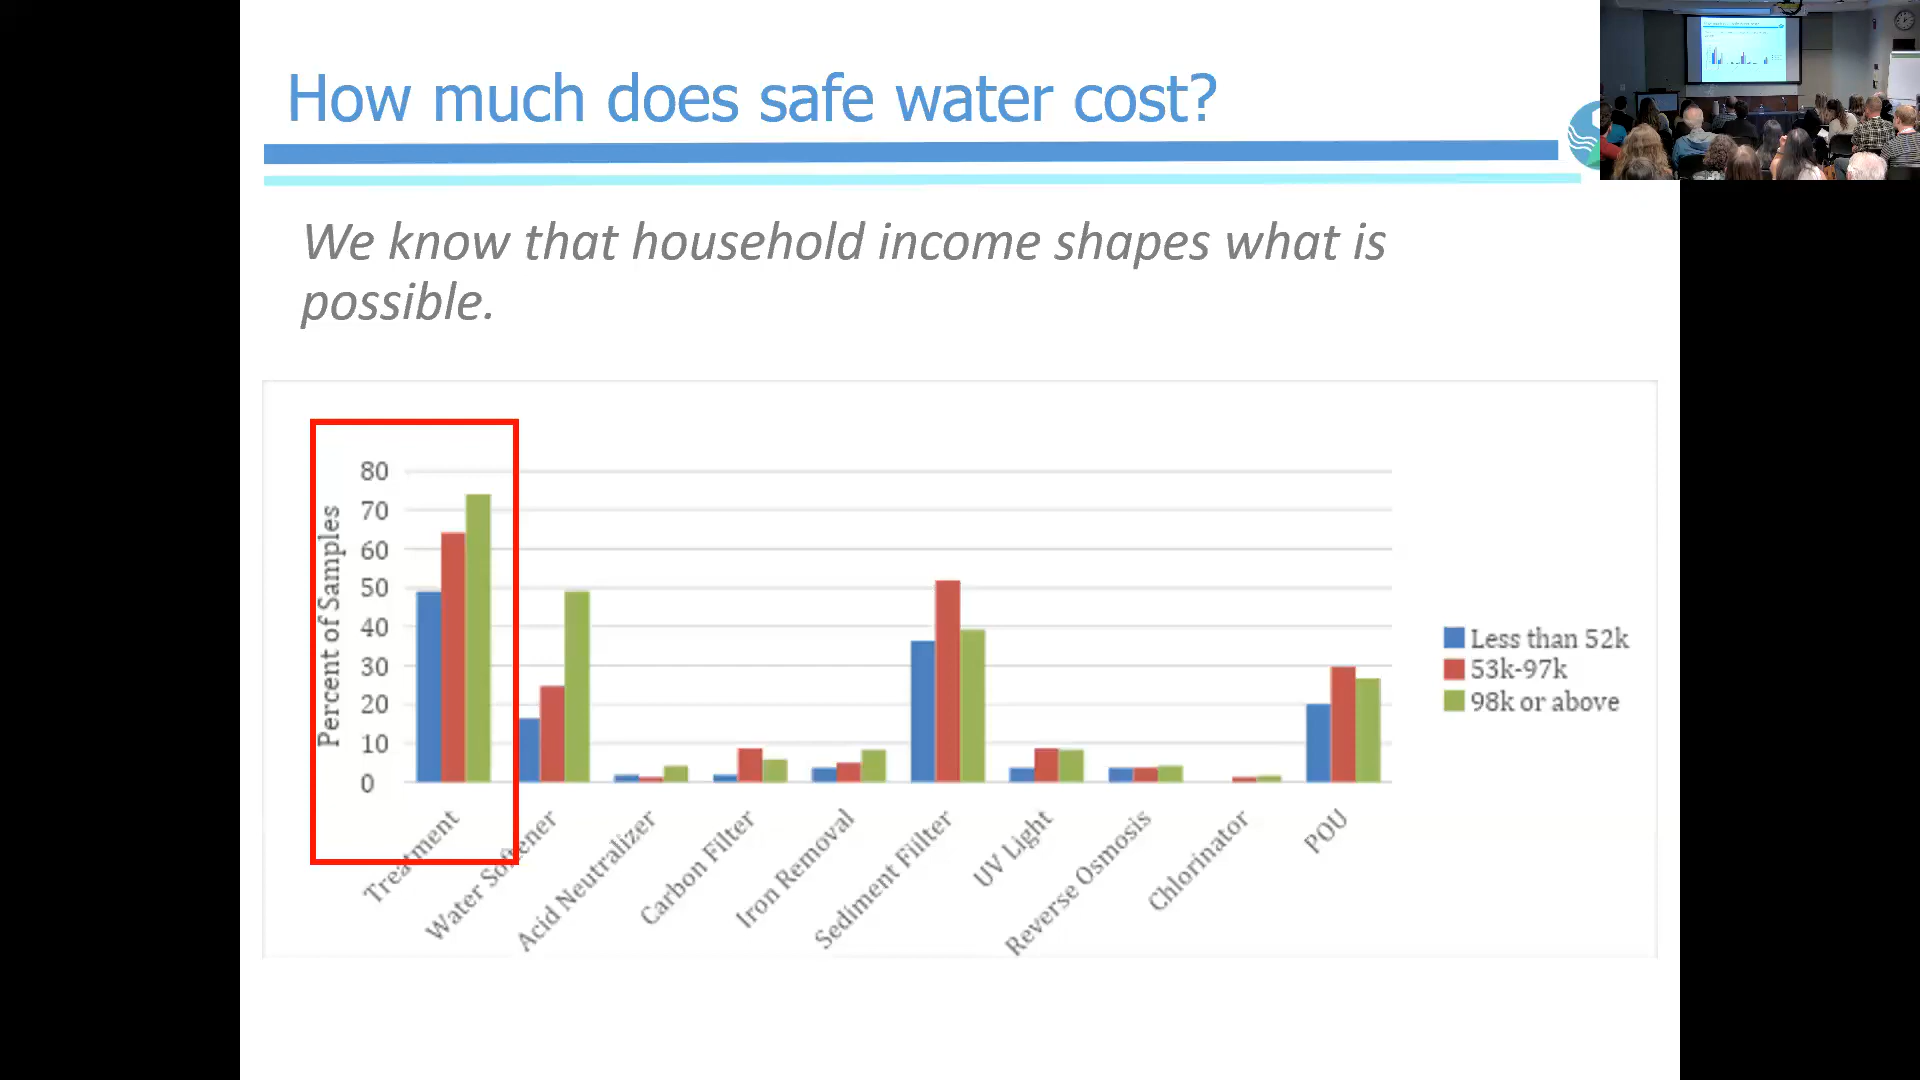 How much does safe water cost?
We know that household income shapes what is
possible.
Percent of Samples
80
70
60
50
40
30
20
10
0
Treatment
Water Softener
Acid Neutralizer
Carbon Filter
Iron Removal
Sediment Fiilter
UV Light
Reverse Osmosis
Chlorinator
POU
Less than 52k
53k-97k
98k or above